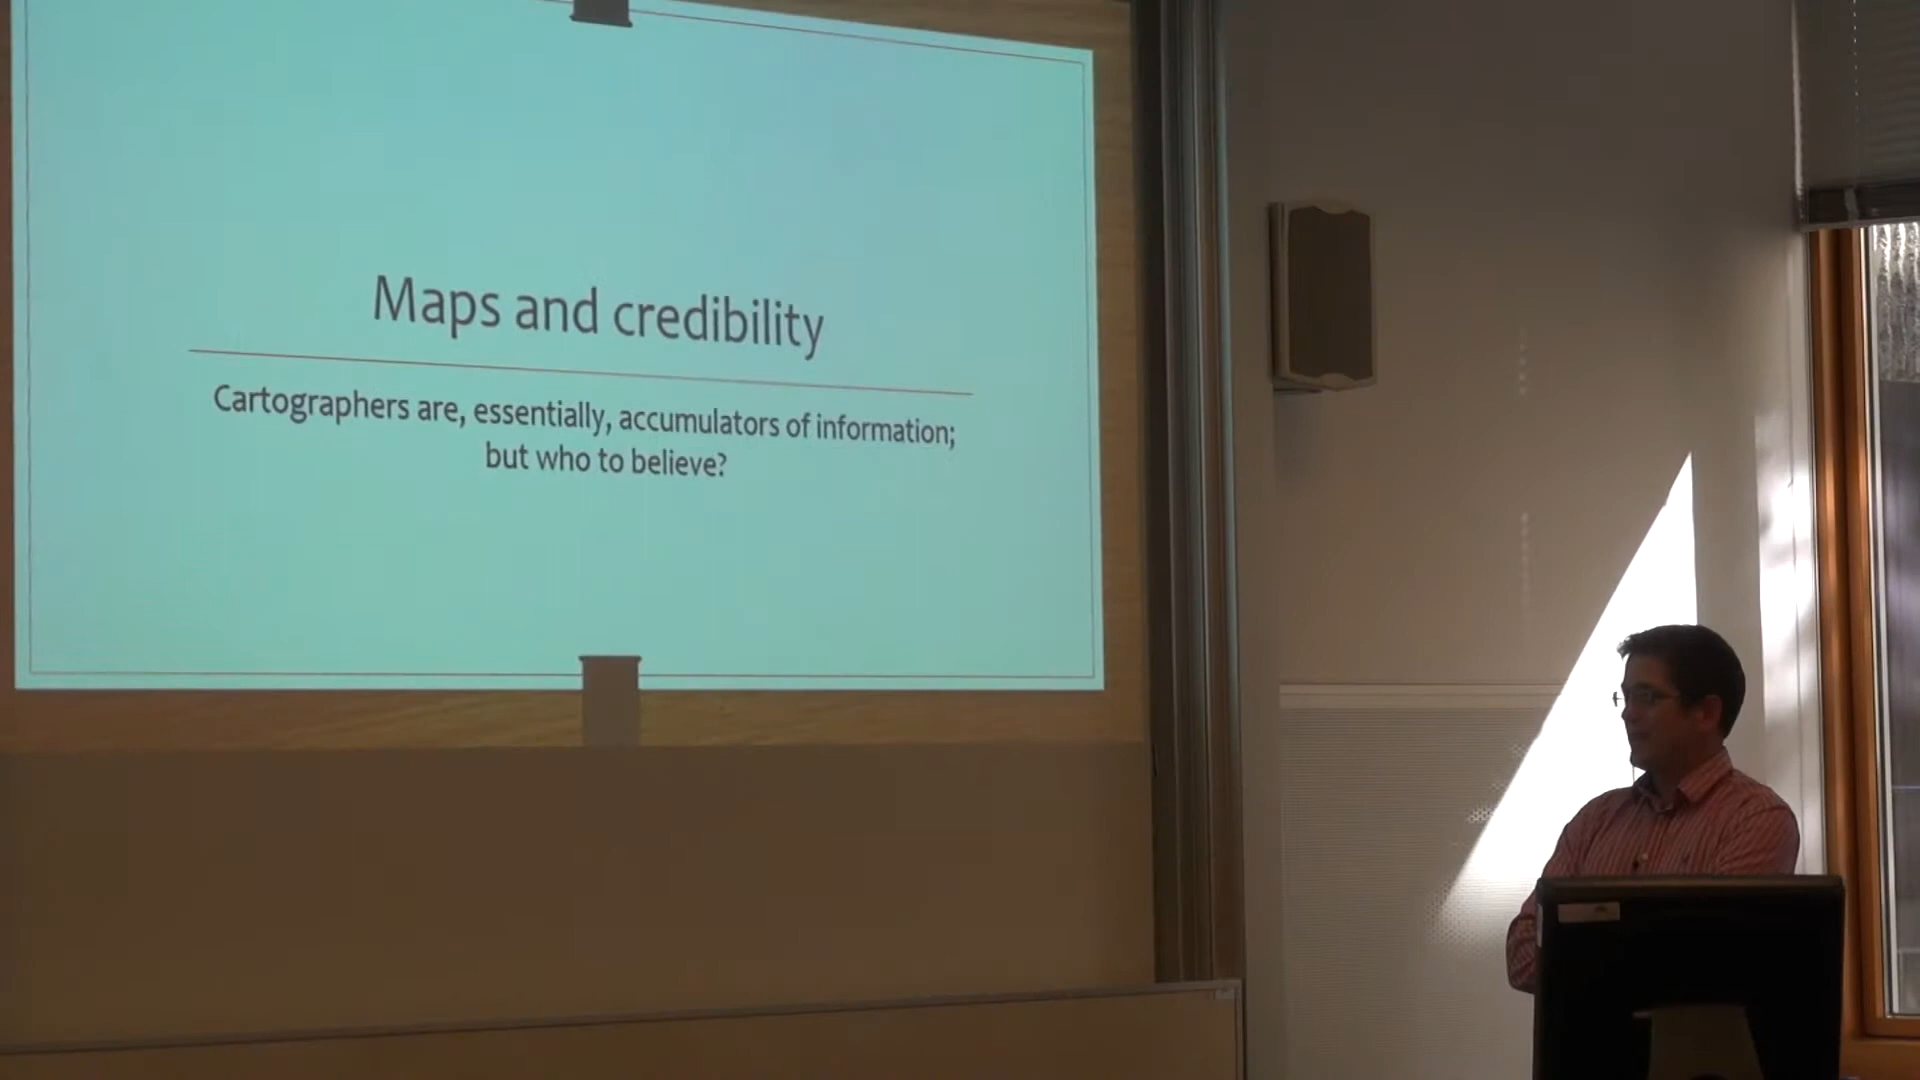 Maps and credibility
Cartographers are, essentially, accumulators of information;
but who to believe?